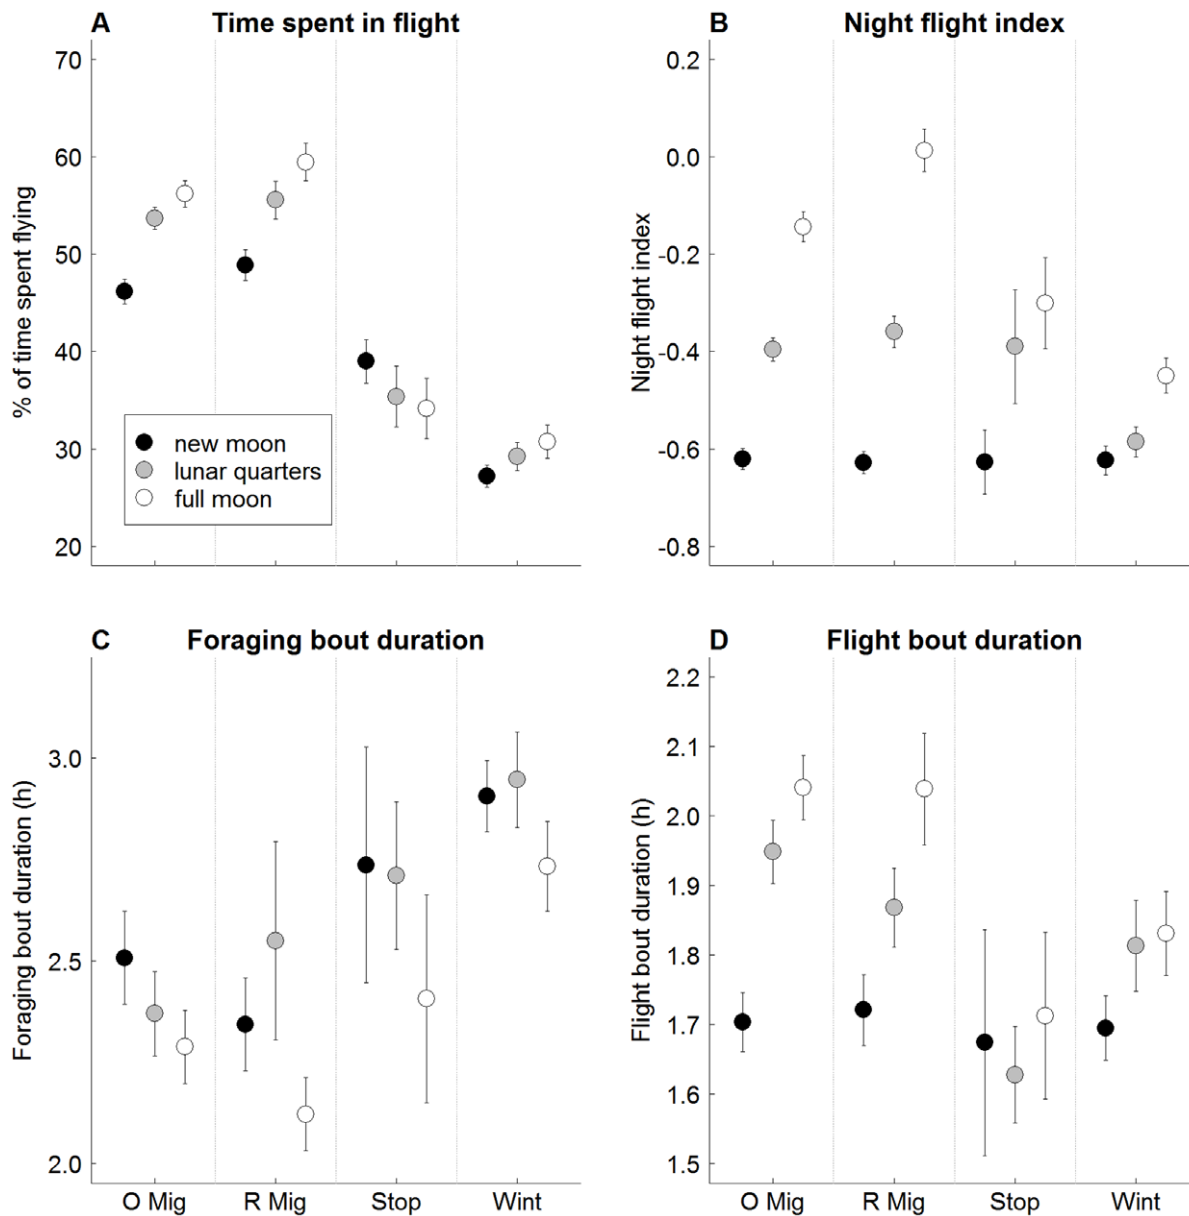 A Time spent in flight
% of time spent flying
70
60
50
40
30
20
new moon
lunar quarters
full moon
B Night flight index
Night flight index
0.2
0.0
-0.2
-0.4
-0.6
-0.8
C Foraging bout duration
Foraging bout duration (h)
3.0
2.5
2.0
O Mig R Mig Stop Wint
D Flight bout duration
Flight bout duration (h)
2.2
2.1
2.0
1.9
1.8
1.7
1.6
1.5
O Mig R Mig Stop Wint